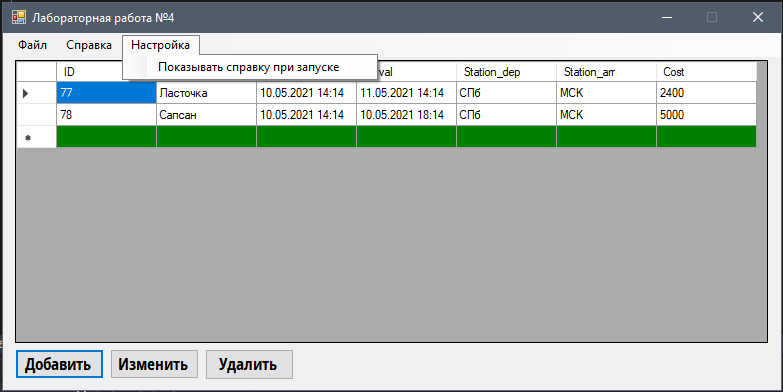 Лабораторная работа №4
Файл Справка Настройка
Показывать справку при запуске
ID val Station_dep Station_arr Cost
77 Ласточка 10.05.2021 14:14 11.05.2021 14:14 СПб МСК 2400
78 Сапсан 10.05.2021 14:14 10.05.2021 18:14 СПб МСК 5000
Добавить Изменить Удалить